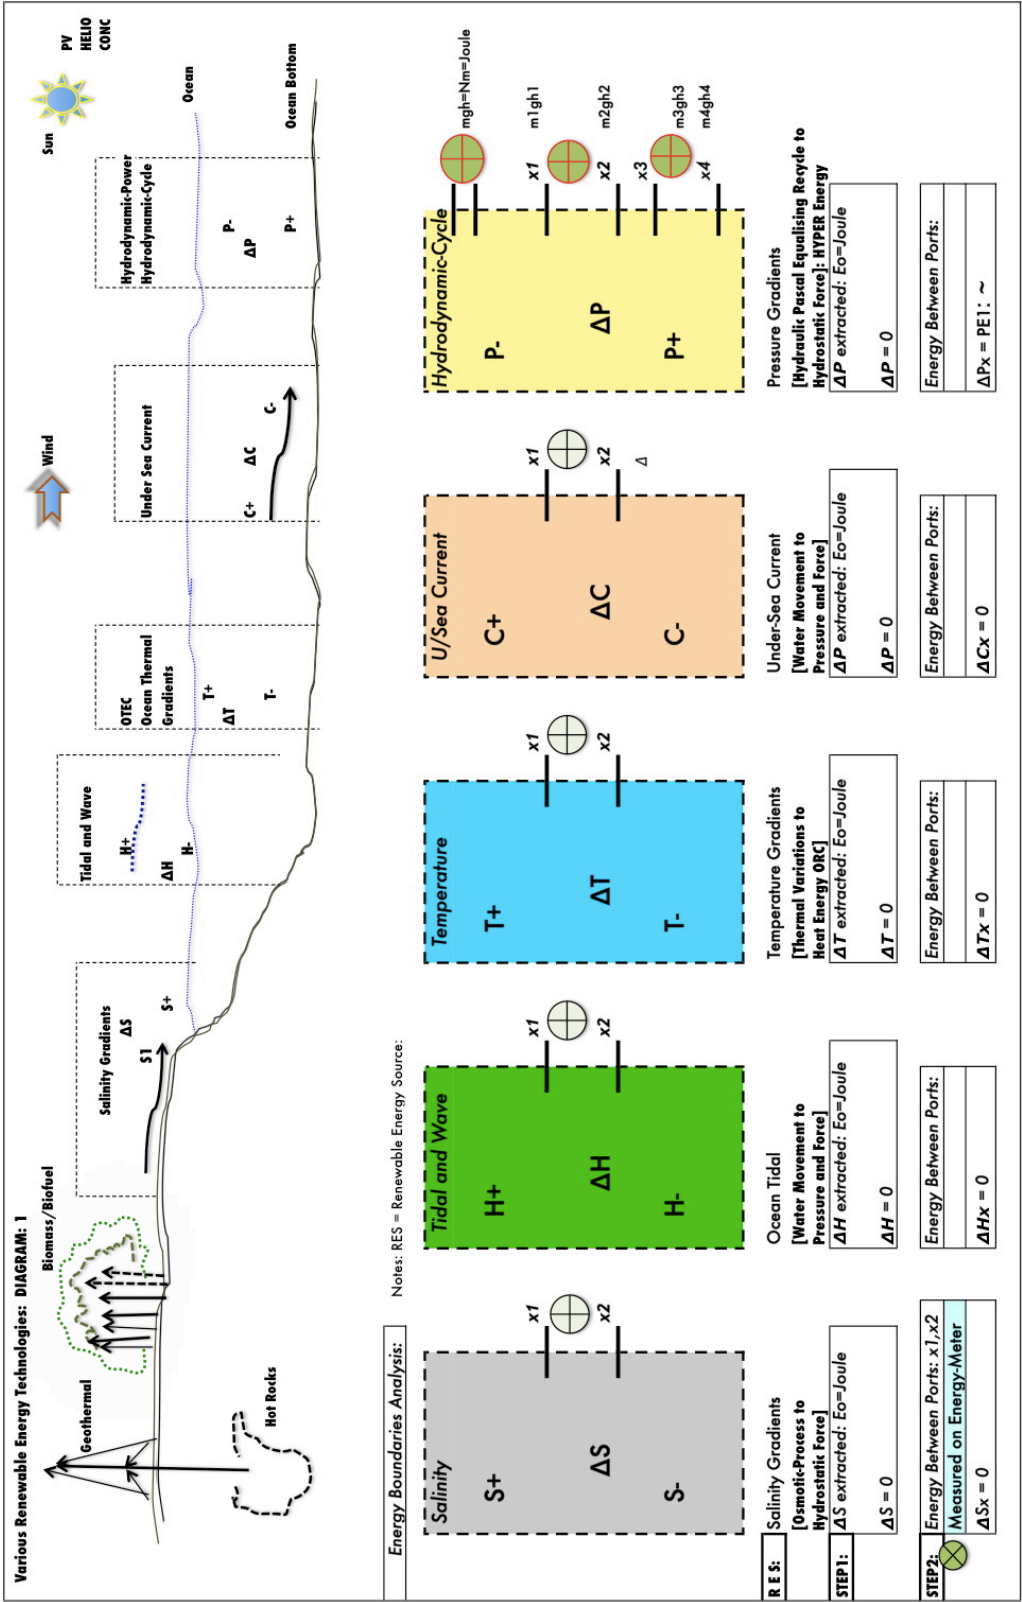 Various Renewable Energy Technologies: DIAGRAM: 1
Sun
PV
HELIO
CONC
Wind
Biomass/Biofuel
Geothermal
Hot Rocks
Salinity Gradients
ΔS
S1
S+
Tidal and Wave
H+
ΔH
H-
OTEC
Ocean Thermal
Gradients
T+
ΔT
T-
Under Sea Current
C+
ΔC
C-
Hydrodynamic-Power
Hydrodynamic-Cycle
P-
ΔP
P+
Ocean
Ocean Bottom
Energy Boundaries Analysis:
Notes: RES = Renewable Energy Source:
Salinity
S+
ΔS
S-
x1
x2
Tidal and Wave
H+
ΔH
H-
x1
x2
Temperature
T+
ΔT
T-
x1
x2
U/Sea Current
C+
ΔC
C-
x1
x2
Δ
Hydrodynamic-Cycle
P-
ΔP
P+
mgh=Nm=Joule
x1
m1gh1
x2
m2gh2
x3
m3gh3
x4
m4gh4
R E S:
Salinity Gradients
[Osmotic-Process to
Hydrostatic Force]
Ocean Tidal
[Water Movement to
Pressure and Force]
Temperature Gradients
[Thermal Variations to
Heat Energy ORC]
Under-Sea Current
[Water Movement to
Pressure and Force]
Pressure Gradients
[Hydraulic Pascal Equalising Recycle to
Hydrostatic Force]: HYPER Energy
STEP1:
ΔS extracted: Eo=Joule
ΔS = 0
ΔH extracted: Eo=Joule
ΔH = 0
ΔT extracted: Eo=Joule
ΔT = 0
ΔP extracted: Eo=Joule
ΔP = 0
ΔP extracted: Eo=Joule
ΔP = 0
STEP2:
Energy Between Ports: x1,x2
Measured on Energy-Meter
ΔSx = 0
Energy Between Ports:
ΔHx = 0
Energy Between Ports:
ΔTx = 0
Energy Between Ports:
ΔCx = 0
Energy Between Ports:
ΔPx = PE1: ~